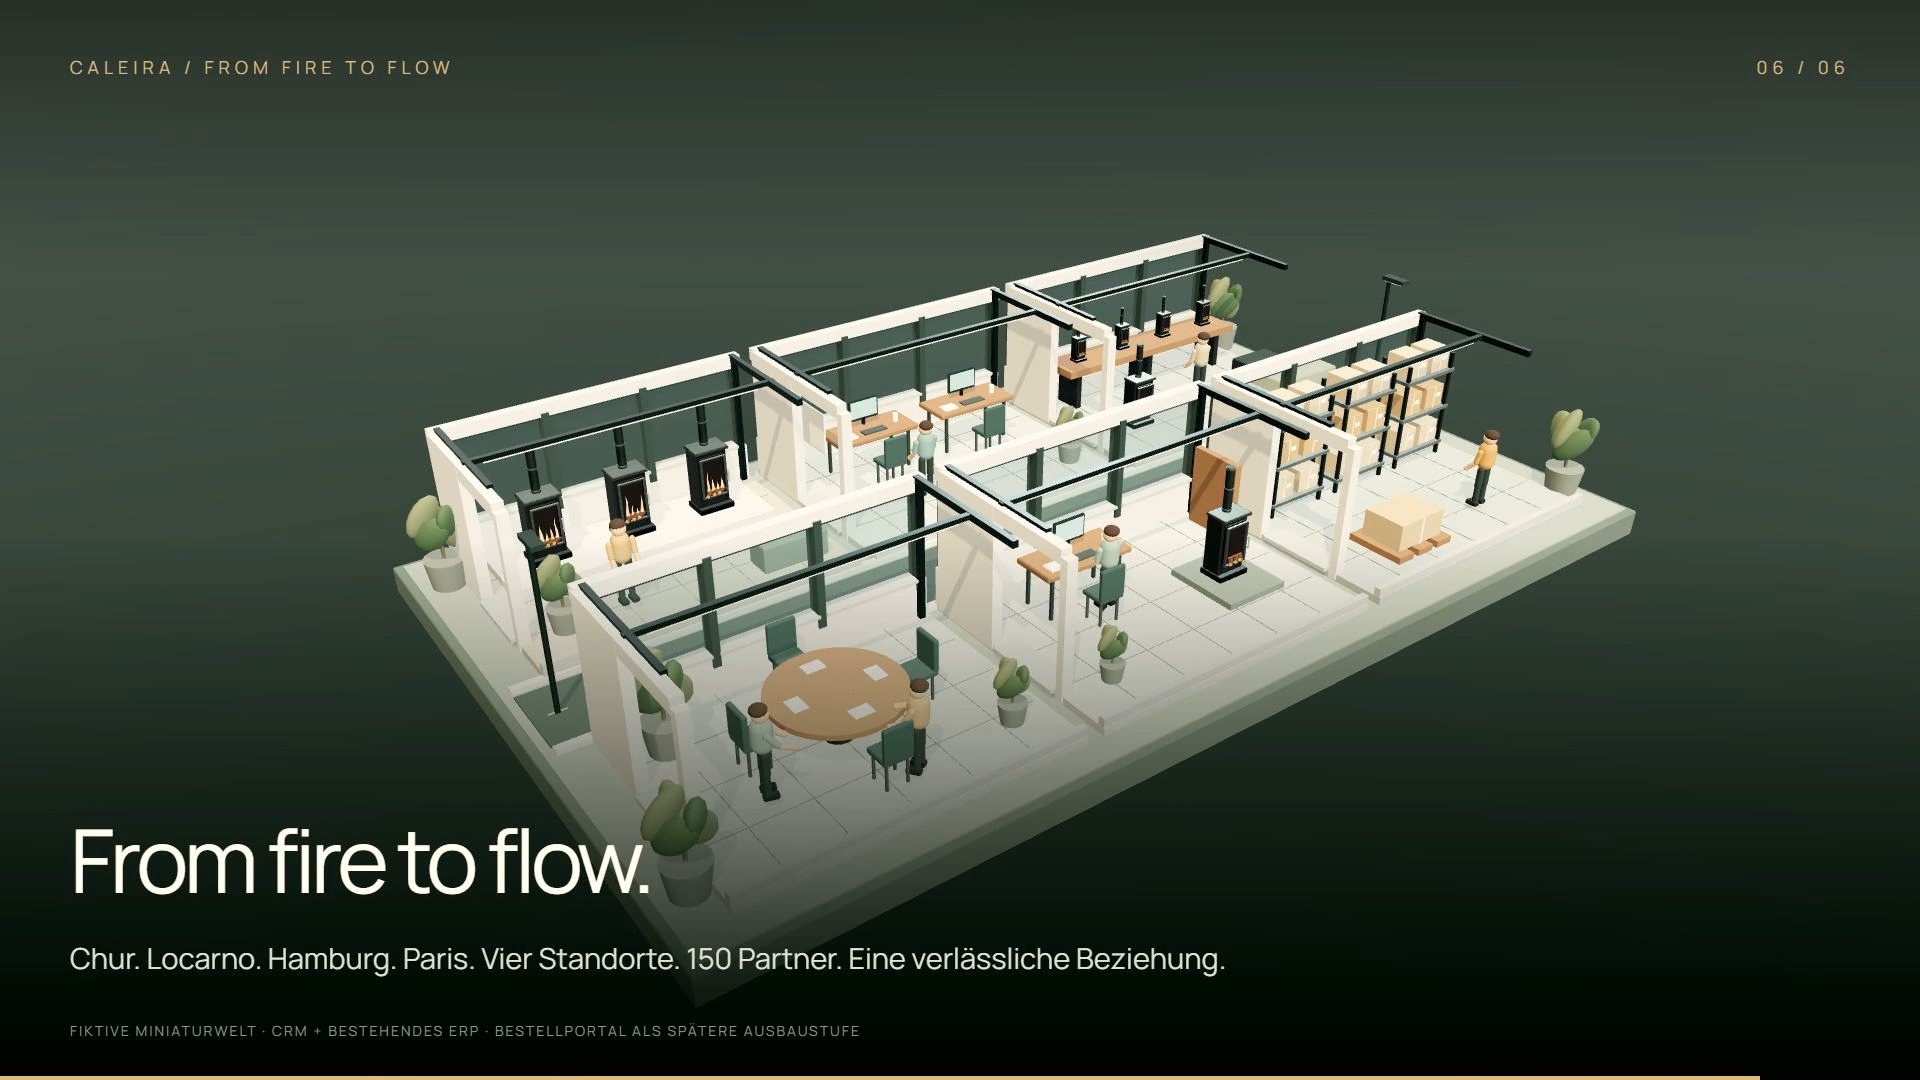 CALEIRA / FROM FIRE TO FLOW
06 / 06
From fire to flow.
Chur. Locarno. Hamburg. Paris. Vier Standorte. 150 Partner. Eine verlässliche Beziehung.
FIKTIVE MINIATURWELT · CRM + BESTEHENDES ERP · BESTELLPORTAL ALS SPÄTERE AUSBAUSTUFE